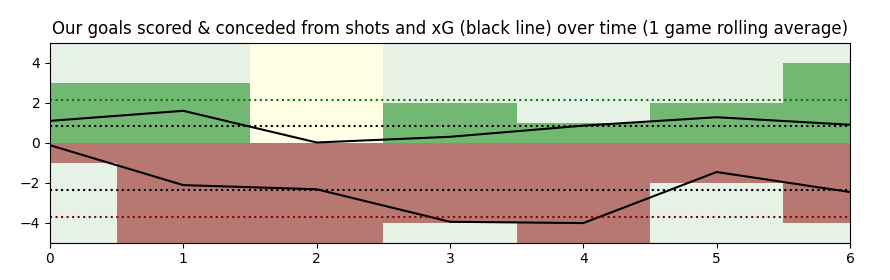 Our goals scored & conceded from shots and xG (black line) over time (1 game rolling average)
4
2
0
−2
−4
0 1 2 3 4 5 6